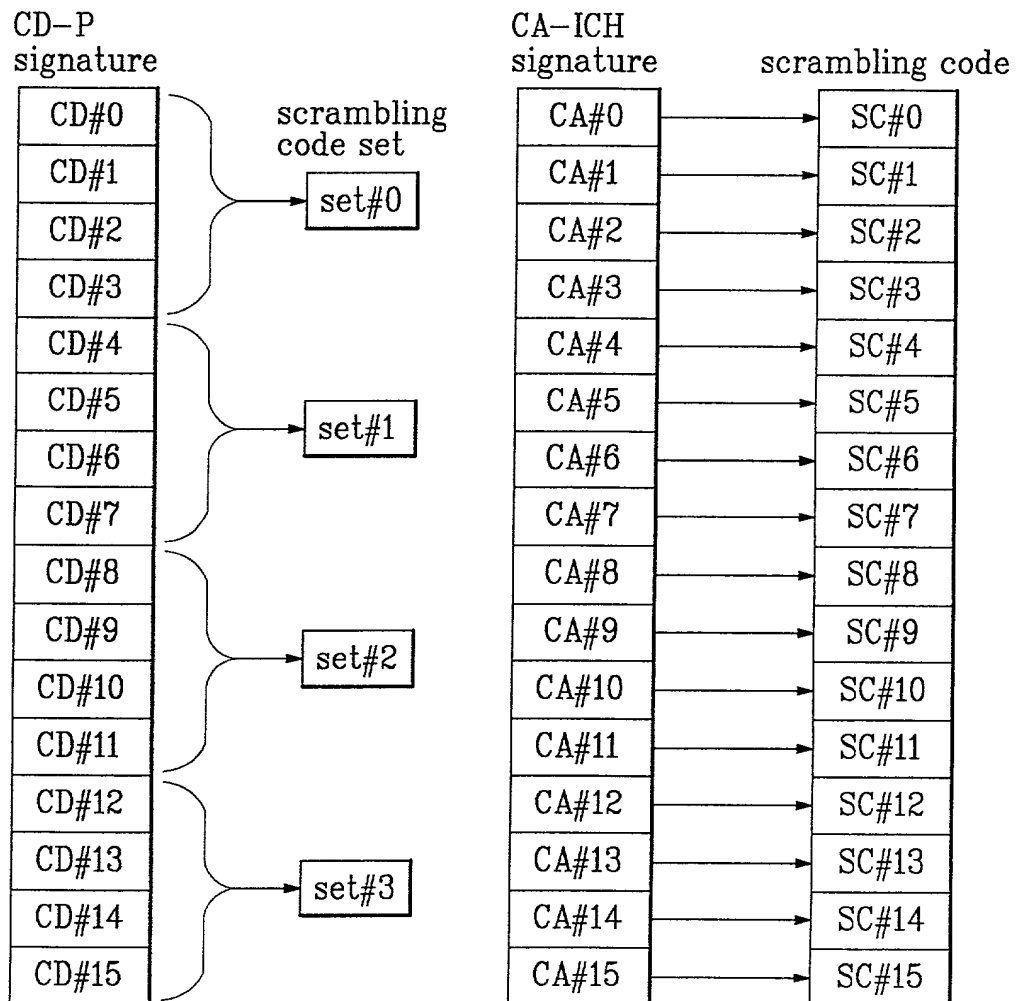 CD-P
signature
scrambling
code set
CD#0
CD#1
CD#2
CD#3
set#0
CD#4
CD#5
CD#6
CD#7
set#1
CD#8
CD#9
CD#10
CD#11
set#2
CD#12
CD#13
CD#14
CD#15
set#3
CA-ICH
signature
scrambling code
CA#0
SC#0
CA#1
SC#1
CA#2
SC#2
CA#3
SC#3
CA#4
SC#4
CA#5
SC#5
CA#6
SC#6
CA#7
SC#7
CA#8
SC#8
CA#9
SC#9
CA#10
SC#10
CA#11
SC#11
CA#12
SC#12
CA#13
SC#13
CA#14
SC#14
CA#15
SC#15